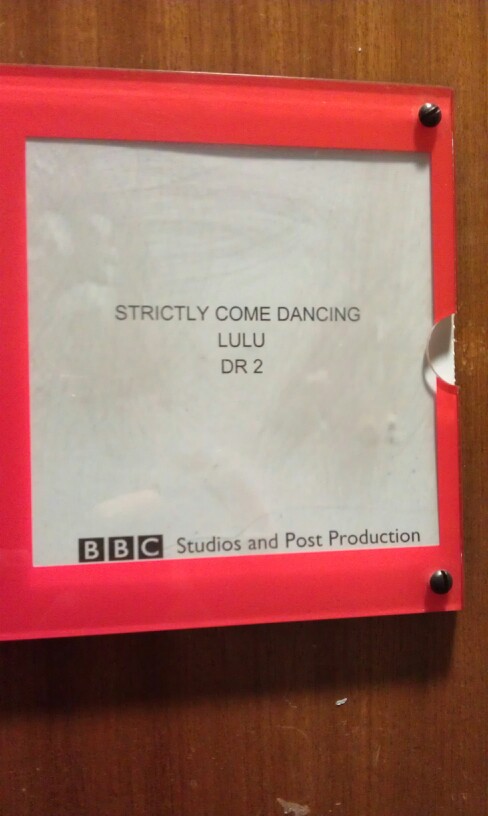 STRICTLY COME DANCING
LULU
DR 2
BBC Studios and Post Production